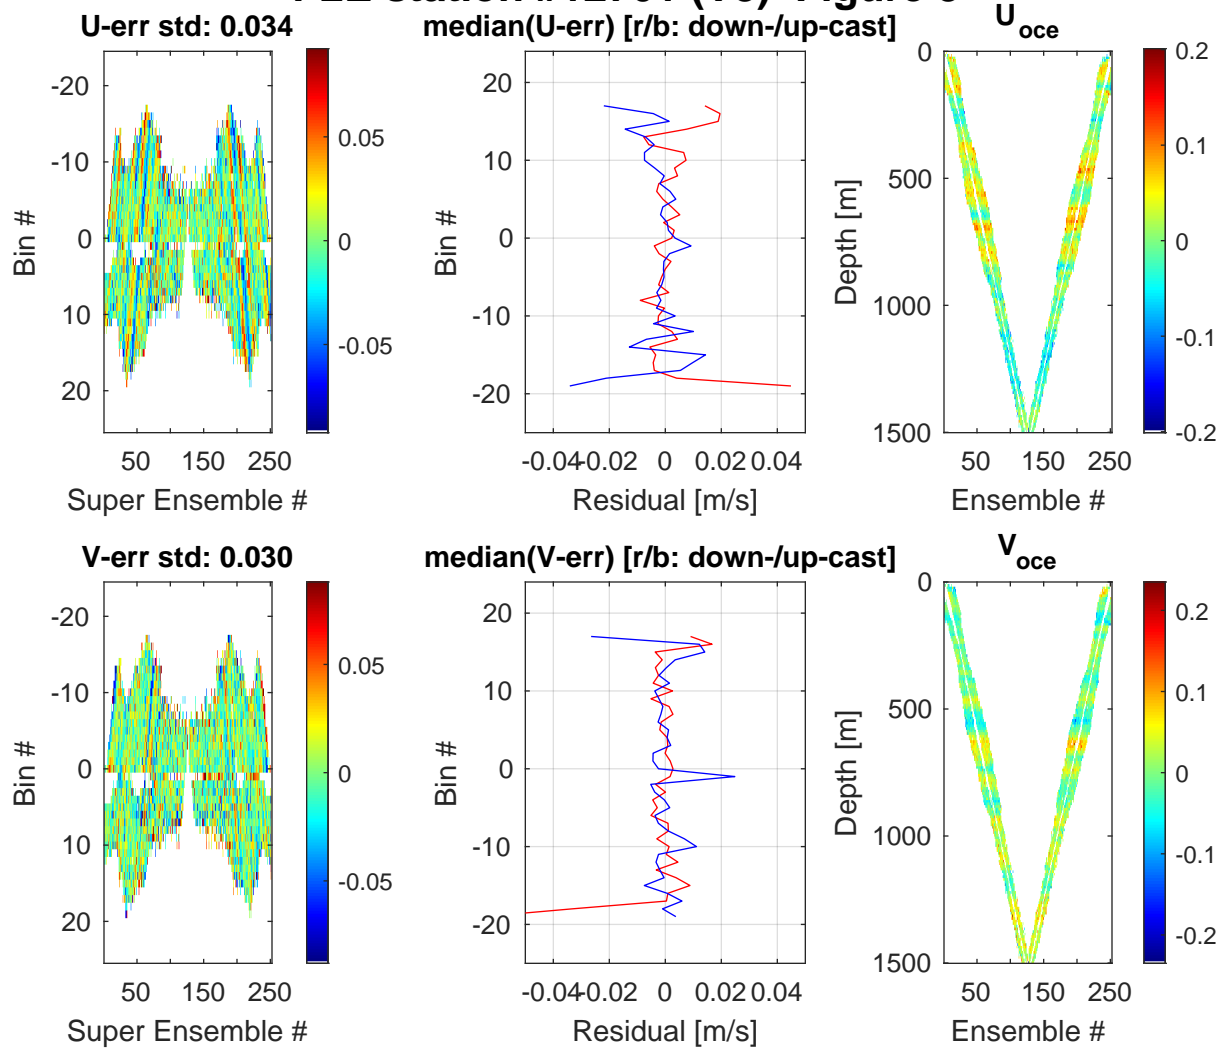 U-err std: 0.034
median(U-err) [r/b: down-/up-cast]
U_oce
-20
-10
0
10
20
Bin #
50 150 250
Super Ensemble #
0.05
0
-0.05
20
10
0
-10
-20
Bin #
-0.04 -0.02 0 0.02 0.04
Residual [m/s]
0
500
1000
1500
Depth [m]
50 150 250
Ensemble #
0.2
0.1
0
-0.1
-0.2
V-err std: 0.030
median(V-err) [r/b: down-/up-cast]
V_oce
-20
-10
0
10
20
Bin #
50 150 250
Super Ensemble #
0.05
0
-0.05
20
10
0
-10
-20
Bin #
-0.04 -0.02 0 0.02 0.04
Residual [m/s]
0
500
1000
1500
Depth [m]
50 150 250
Ensemble #
0.2
0.1
0
-0.1
-0.2